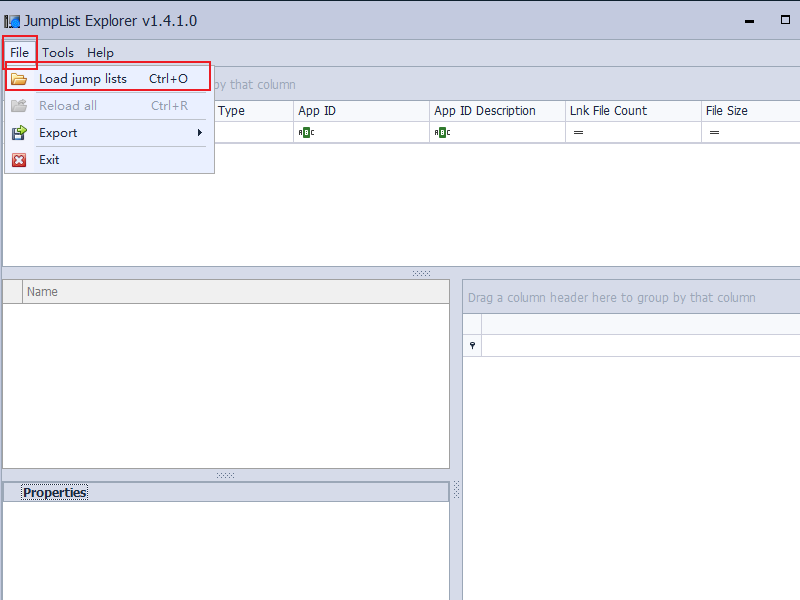 JumpList Explorer v1.4.1.0
File Tools Help
Load jump lists Ctrl+O
by that column
Reload all Ctrl+R
Type App ID App ID Description Lnk File Count File Size
ABC ABC = =
Export
Exit
Name
Drag a column header here to group by that column
Properties